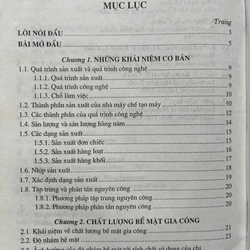 MỤC LỤC
Trang
LỜI NÓI ĐẦU 3
BÀI MỞ ĐẦU 5
Chương 1. NHỮNG KHÁI NIỆM CƠ BẢN
1.1. Quá trình sản xuất và quá trình công nghệ 9
1.1.1. Quá trình sản xuất 9
1.1.2. Quá trình công nghệ 9
1.1.3. Chỗ làm việc
1.2. Thành phần sản xuất của nhà máy chế tạo máy
1.3. Các thành phần của quá trình công nghệ
1.4. Sản lượng và sản lượng hàng năm
1.5. Các dạng sản xuất
1.5.1. Sản xuất đơn chiếc
1.5.2. Sản xuất hàng loạt
1.5.3. Sản xuất hàng khối
1.6. Nhịp sản xuất
1.7. Xác định dạng sản xuất
1.8. Tập trung và phân tán nguyên công
1.8.1. Phương pháp tập trung nguyên công
1.8.2. Phương pháp phân tán nguyên công
Chương 2. CHẤT LƯỢNG BỀ MẶT GIA CÔNG
2.1. Khái niệm về chất lượng bề mặt gia công
2.2. Độ nhám bề mặt